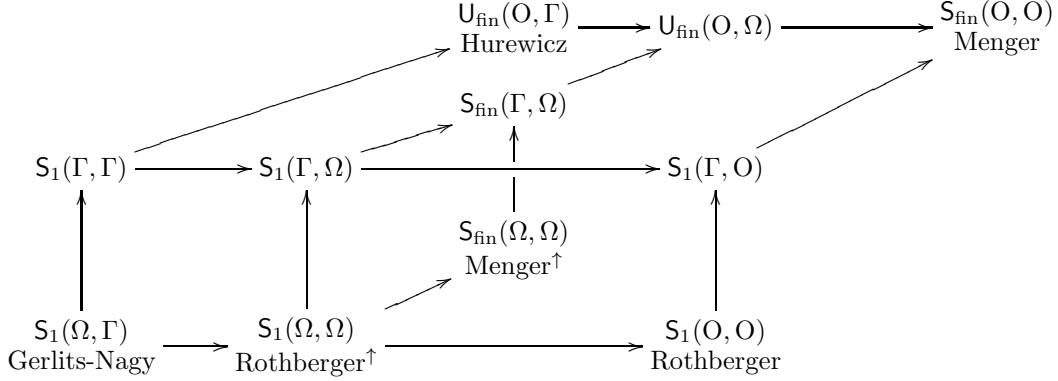 U_fin(O, Γ) U_fin(O, Ω) S_fin(O, O)
Hurewicz Menger
S_fin(Γ, Ω)
S_1(Γ, Γ) S_1(Γ, Ω) S_1(Γ, O)
S_fin(Ω, Ω)
Menger↑
S_1(Ω, Γ) S_1(Ω, Ω) S_1(O, O)
Gerlits-Nagy Rothberger↑ Rothberger